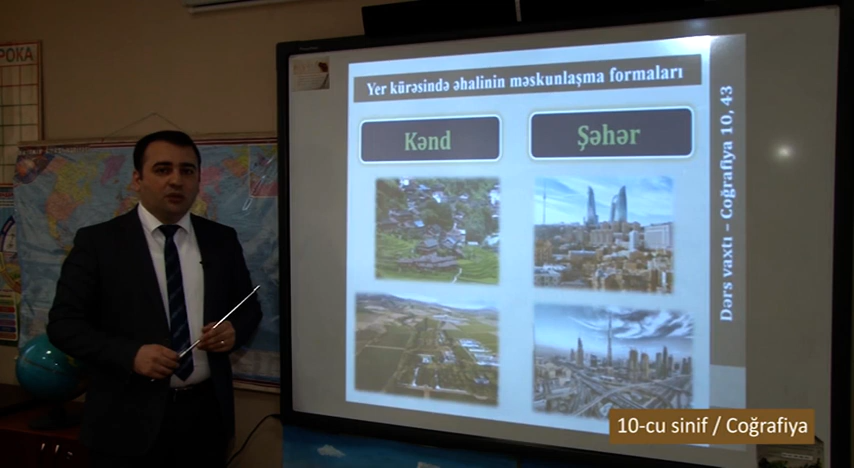 РОКА
Yer kürəsində əhalinin məskunlaşma formaları
Kənd
Şəhər
Dərs vaxtı – Coğrafiya 10, 43
10-cu sinif / Coğrafiya